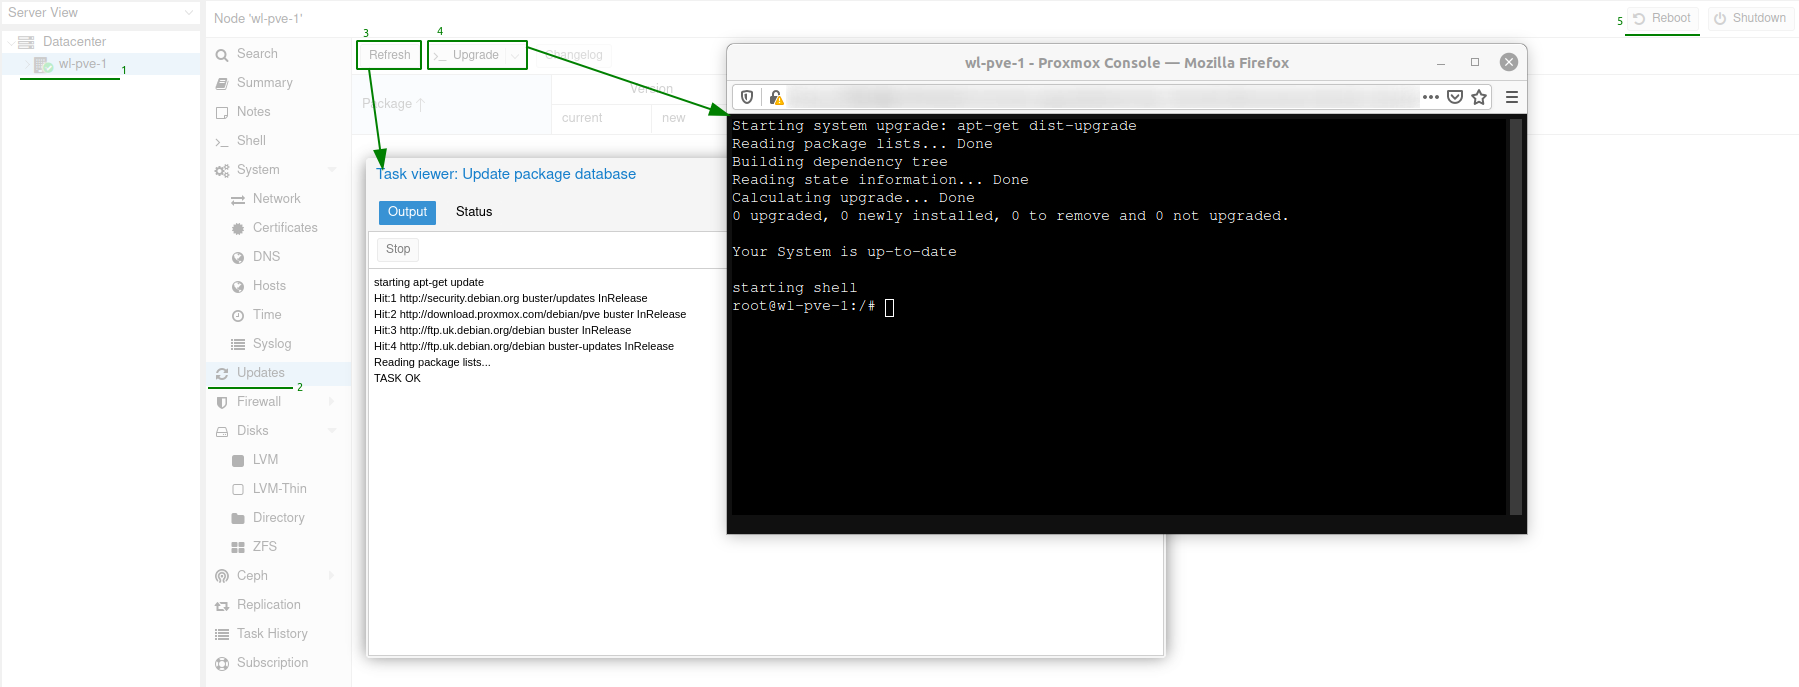 Server View
Node 'wl-pve-1'
5
Reboot
Shutdown
Datacenter
wl-pve-1
1
Search
Summary
Notes
Shell
System
Network
Certificates
DNS
Hosts
Time
Syslog
Updates
2
Firewall
Disks
LVM
LVM-Thin
Directory
ZFS
Ceph
Replication
Task History
Subscription
3
4
Refresh
>_ Upgrade
Changelog
Package
Version
current
new
Task viewer: Update package database
Output
Status
Stop
starting apt-get update
Hit:1 http://security.debian.org buster/updates InRelease
Hit:2 http://download.proxmox.com/debian/pve buster InRelease
Hit:3 http://ftp.uk.debian.org/debian buster InRelease
Hit:4 http://ftp.uk.debian.org/debian buster-updates InRelease
Reading package lists...
TASK OK
wl-pve-1 - Proxmox Console — Mozilla Firefox
Starting system upgrade: apt-get dist-upgrade
Reading package lists... Done
Building dependency tree
Reading state information... Done
Calculating upgrade... Done
0 upgraded, 0 newly installed, 0 to remove and 0 not upgraded.
Your System is up-to-date
starting shell
root@wl-pve-1:/#